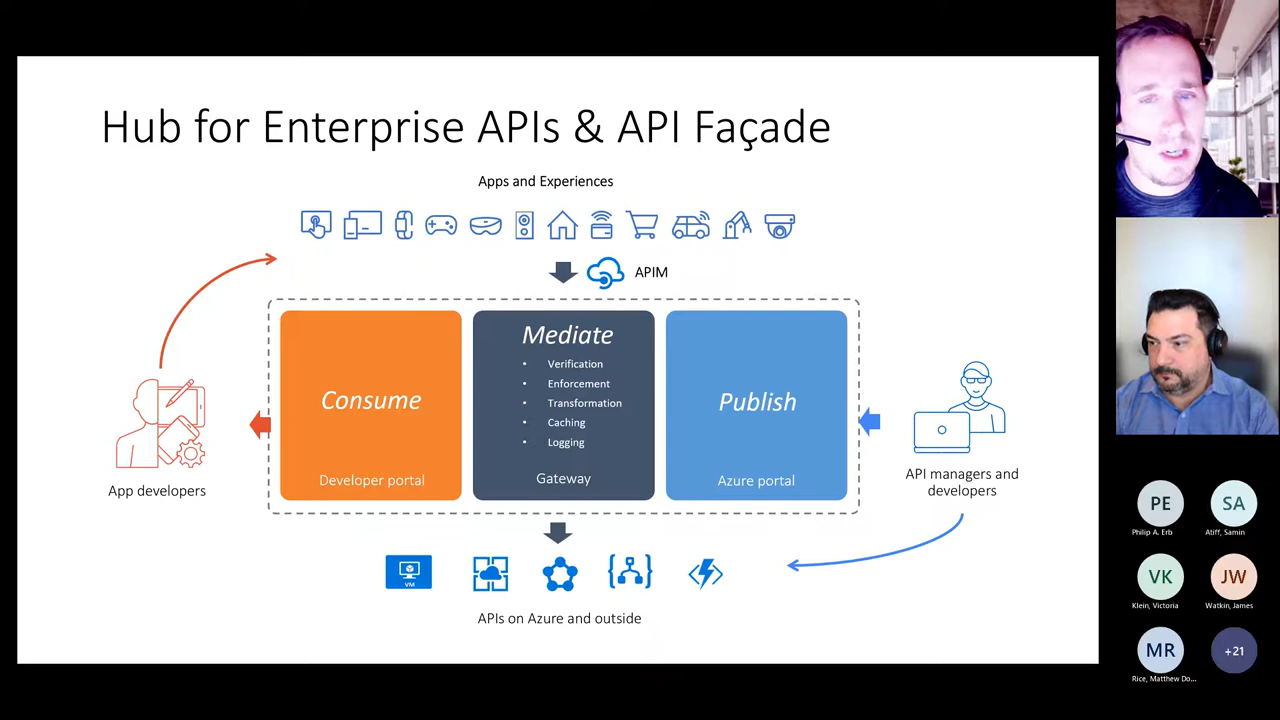 Hub for Enterprise APIs & API Façade
Apps and Experiences
APIM
Consume
Developer portal
Mediate
• Verification
• Enforcement
• Transformation
• Caching
• Logging
Gateway
Publish
Azure portal
App developers
API managers and
developers
VM
APIs on Azure and outside
PE
Philip A. Erb
SA
Atiff, Samin
VK
Klein, Victoria
JW
Watkin, James
MR
Rice, Matthew Do...
+21